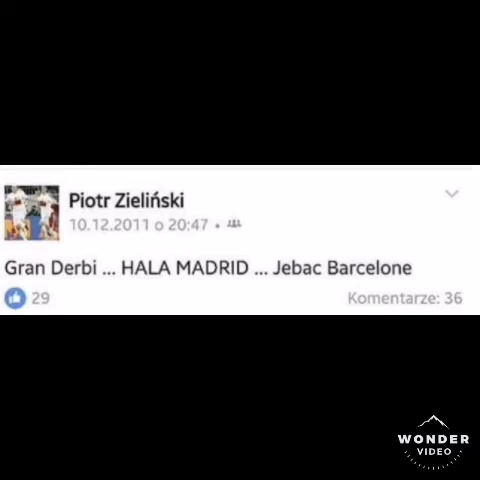 Piotr Zieliński
10.12.2011 o 20:47 •
Gran Derbi ... HALA MADRID ... Jebac Barcelone
29
Komentarze: 36
WONDER
VIDEO